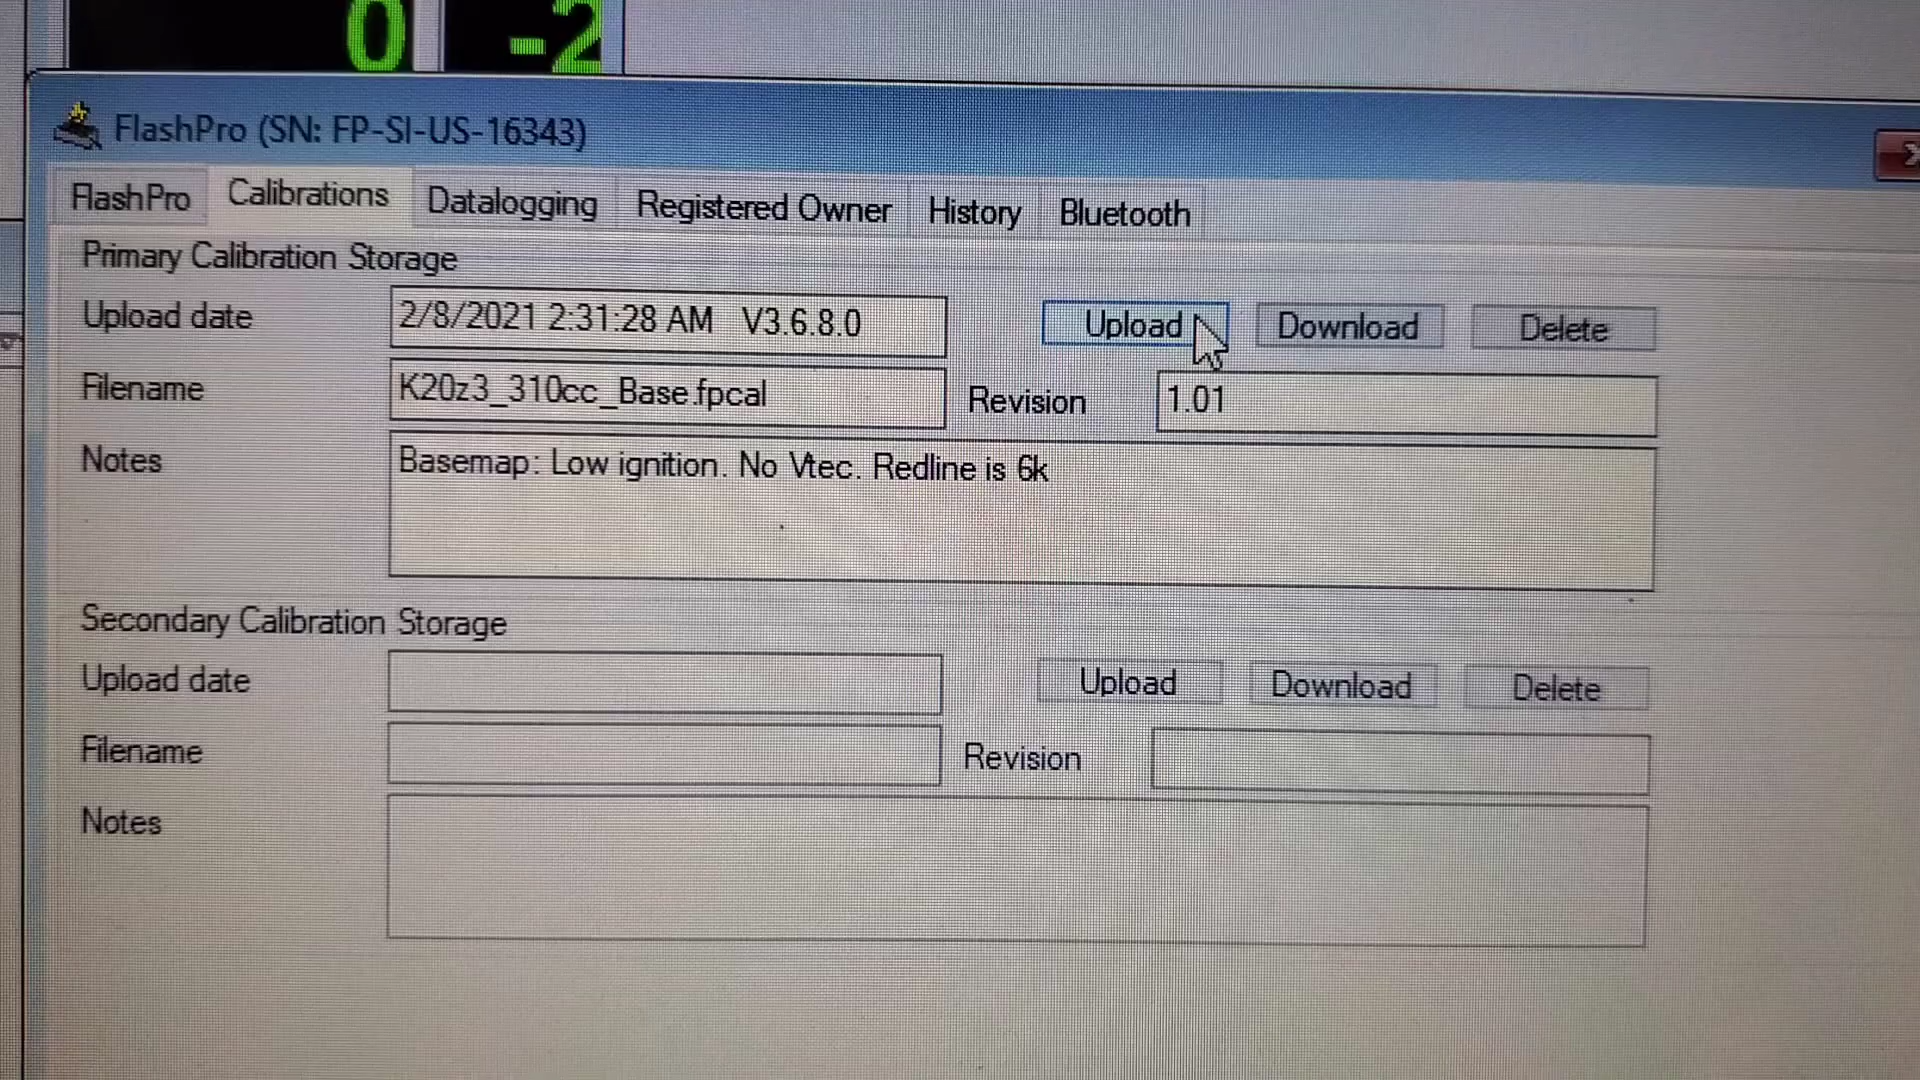 0 -2
FlashPro (SN: FP-SI-US-16343)
FlashPro Calibrations Datalogging Registered Owner History Bluetooth
Primary Calibration Storage
Upload date 2/8/2021 2:31:28 AM V3.6.8.0 Upload Download Delete
Filename K20z3_310cc_Base.fpcal Revision 1.01
Notes Basemap: Low ignition. No Vtec. Redline is 6k
Secondary Calibration Storage
Upload date Upload Download Delete
Filename Revision
Notes